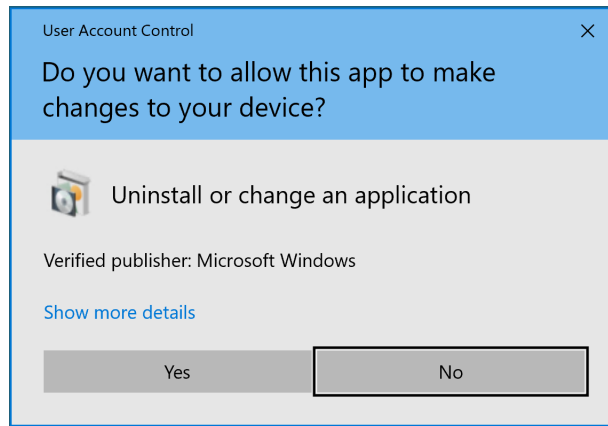 User Account Control
Do you want to allow this app to make
changes to your device?
Uninstall or change an application
Verified publisher: Microsoft Windows
Show more details
Yes
No